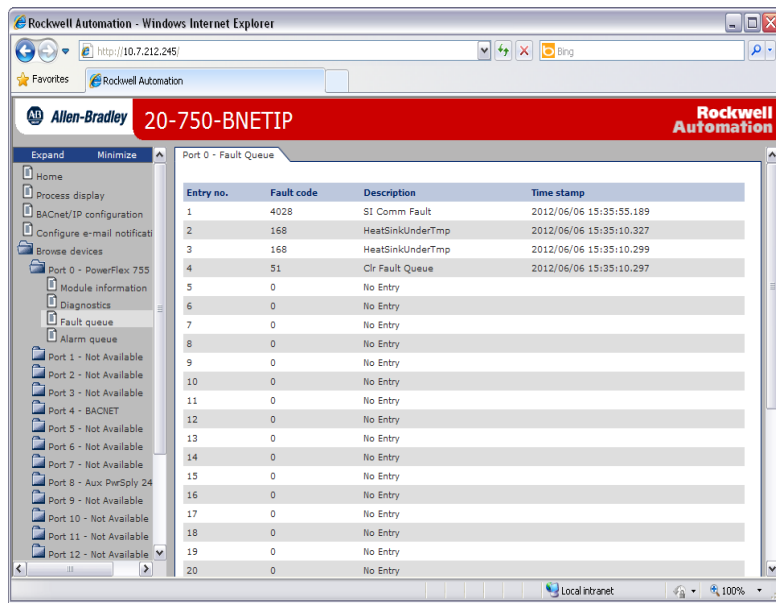 Rockwell Automation - Windows Internet Explorer
http://10.7.212.245/
Bing
Favorites
Rockwell Automation
AB Allen-Bradley
20-750-BNETIP
Rockwell
Automation
Expand Minimize
Home
Process display
BACnet/IP configuration
Configure e-mail notificati
Browse devices
Port 0 - PowerFlex 755
Module information
Diagnostics
Fault queue
Alarm queue
Port 1 - Not Available
Port 2 - Not Available
Port 3 - Not Available
Port 4 - BACNET
Port 5 - Not Available
Port 6 - Not Available
Port 7 - Not Available
Port 8 - Aux PwrSply 24
Port 9 - Not Available
Port 10 - Not Available
Port 11 - Not Available
Port 12 - Not Available
Port 0 - Fault Queue
Entry no. Fault code Description Time stamp
1 4028 SI Comm Fault 2012/06/06 15:35:55.189
2 168 HeatSinkUnderTmp 2012/06/06 15:35:10.327
3 168 HeatSinkUnderTmp 2012/06/06 15:35:10.299
4 51 Clr Fault Queue 2012/06/06 15:35:10.297
5 0 No Entry
6 0 No Entry
7 0 No Entry
8 0 No Entry
9 0 No Entry
10 0 No Entry
11 0 No Entry
12 0 No Entry
13 0 No Entry
14 0 No Entry
15 0 No Entry
16 0 No Entry
17 0 No Entry
18 0 No Entry
19 0 No Entry
20 0 No Entry
Local intranet
100%